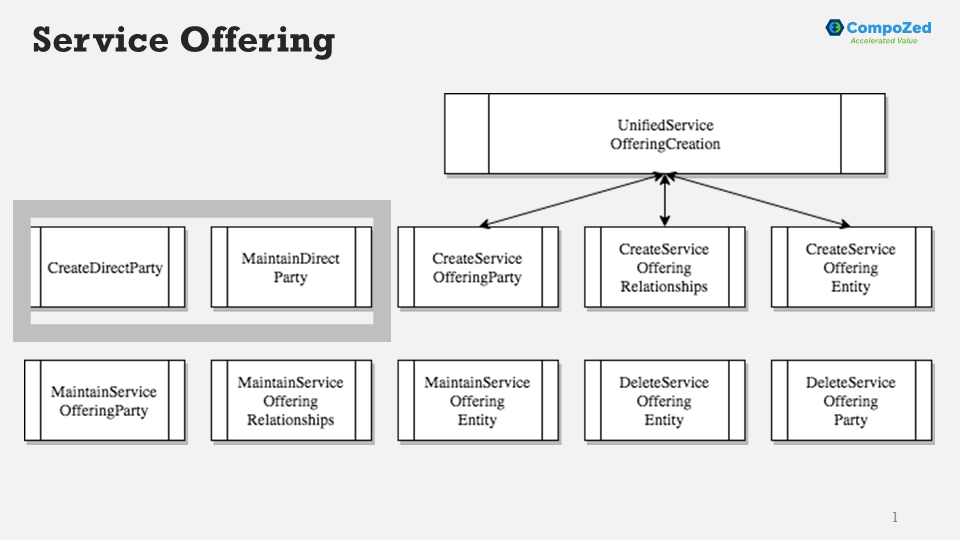 Service Offering
CompoZed
Accelerated Value
UnifiedService
OfferingCreation
CreateDirectParty
MaintainDirect
Party
CreateService
OfferingParty
CreateService
Offering
Relationships
CreateService
Offering
Entity
MaintainService
OfferingParty
MaintainService
Offering
Relationships
MaintainService
Offering
Entity
DeleteService
Offering
Entity
DeleteService
Offering
Party
1